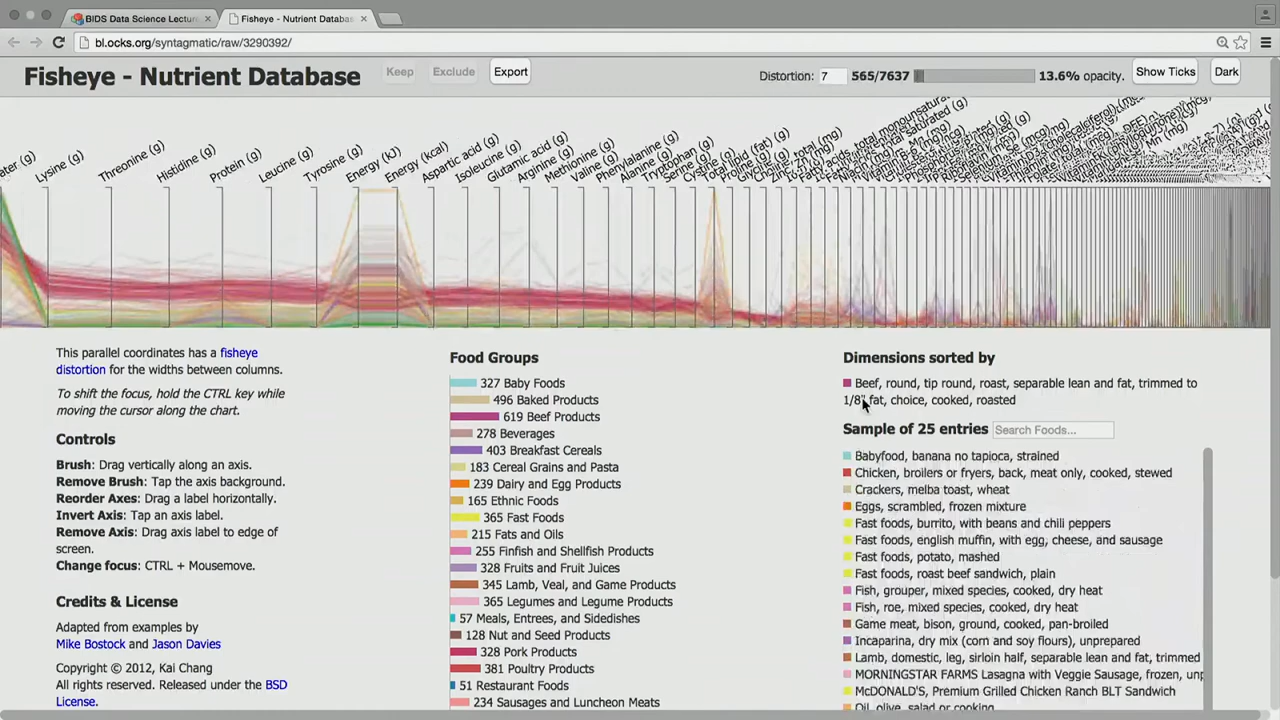 BIDS Data Science Lectur
Fisheye - Nutrient Databas
bl.ocks.org/syntagmatic/raw/3290392/
Fisheye - Nutrient Database
Keep
Exclude
Export
Distortion: 7
565/7637
13.6% opacity.
Show Ticks
Dark
ter (g)
Lysine (g)
Threonine (g)
Histidine (g)
Protein (g)
Leucine (g)
Tyrosine (g)
Energy (kJ)
Energy (kcal)
Aspartic acid (g)
Isoleucine (g)
Glutamic acid (g)
Arginine (g)
Methionine (g)
Valine (g)
Phenylalanine (g)
Alanine (g)
Tryptophan (g)
Serine (g)
Cystine (g)
Total lipid (fat) (g)
Proline (g)
This parallel coordinates has a fisheye
distortion for the widths between columns.
To shift the focus, hold the CTRL key while
moving the cursor along the chart.
Controls
Brush: Drag vertically along an axis.
Remove Brush: Tap the axis background.
Reorder Axes: Drag a label horizontally.
Invert Axis: Tap an axis label.
Remove Axis: Drag axis label to edge of
screen.
Change focus: CTRL + Mousemove.
Credits & License
Adapted from examples by
Mike Bostock and Jason Davies
Copyright © 2012, Kai Chang
All rights reserved. Released under the BSD
License.
Food Groups
327 Baby Foods
496 Baked Products
619 Beef Products
278 Beverages
403 Breakfast Cereals
183 Cereal Grains and Pasta
239 Dairy and Egg Products
165 Ethnic Foods
365 Fast Foods
215 Fats and Oils
255 Finfish and Shellfish Products
328 Fruits and Fruit Juices
345 Lamb, Veal, and Game Products
365 Legumes and Legume Products
57 Meals, Entrees, and Sidedishes
128 Nut and Seed Products
328 Pork Products
381 Poultry Products
51 Restaurant Foods
234 Sausages and Luncheon Meats
Dimensions sorted by
Beef, round, tip round, roast, separable lean and fat, trimmed to
1/8" fat, choice, cooked, roasted
Sample of 25 entries
Search Foods...
Babyfood, banana no tapioca, strained
Chicken, broilers or fryers, back, meat only, cooked, stewed
Crackers, melba toast, wheat
Eggs, scrambled, frozen mixture
Fast foods, burrito, with beans and chili peppers
Fast foods, english muffin, with egg, cheese, and sausage
Fast foods, potato, mashed
Fast foods, roast beef sandwich, plain
Fish, grouper, mixed species, cooked, dry heat
Fish, roe, mixed species, cooked, dry heat
Game meat, bison, ground, cooked, pan-broiled
Incaparina, dry mix (corn and soy flours), unprepared
Lamb, domestic, leg, sirloin half, separable lean and fat, trimmed
MORNINGSTAR FARMS Lasagna with Veggie Sausage, frozen, unp
McDONALD'S, Premium Grilled Chicken Ranch BLT Sandwich
Oil, olive, salad or cooking